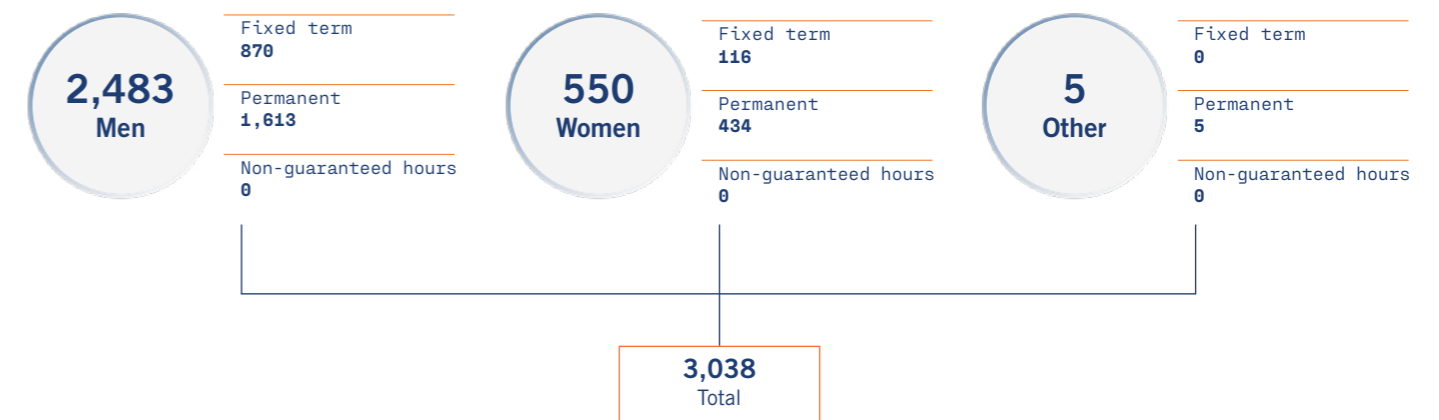 2,483
Men
Fixed term
870
Permanent
1,613
Non-guaranteed hours
0
550
Women
Fixed term
116
Permanent
434
Non-guaranteed hours
0
5
Other
Fixed term
0
Permanent
5
Non-guaranteed hours
0
3,038
Total